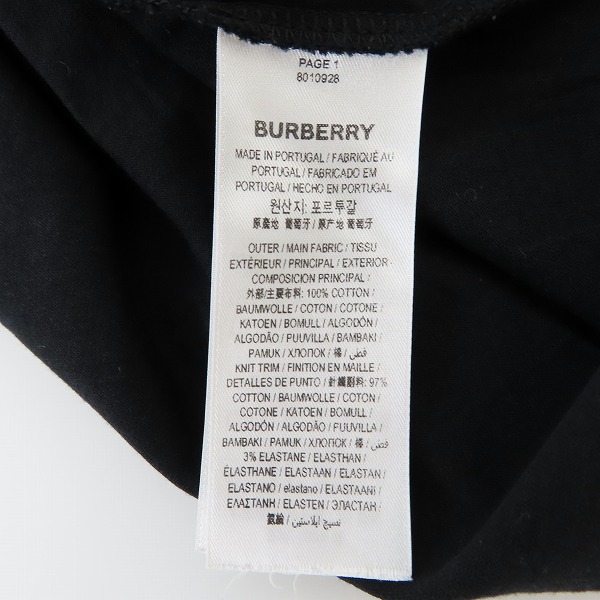 PAGE 1
8010928
BURBERRY
MADE IN PORTUGAL / FABRIQUÉ AU
PORTUGAL / FABRICADO EM
PORTUGAL / HECHO EN PORTUGAL
원산지: 포르투갈
原產地 葡萄牙 / 原产地 葡萄牙
OUTER / MAIN FABRIC / TISSU
EXTÉRIEUR / PRINCIPAL / EXTERIOR -
COMPOSICIÓN PRINCIPAL /
外部/主要布料: 100% COTTON /
BAUMWOLLE / COTON / COTONE /
KATOEN / BOMULL / ALGODÓN /
ALGODÃO / PUUVILLA / BAMBAKI /
PAMUK / ХЛОПОК / 棉 / قطن
KNIT TRIM / FINITION EN MAILLE /
DETALLES DE PUNTO / 針織副料: 97%
COTTON / BAUMWOLLE / COTON /
COTONE / KATOEN / BOMULL /
ALGODÓN / ALGODÃO / PUUVILLA /
BAMBAKI / PAMUK / ХЛОПОК / 棉 / قطن
3% ELASTANE / ELASTHAN /
ÉLASTHANE / ELASTAAN / ELASTAN /
ELASTANO / elastano / ELASTAANI /
ΕΛΑΣΤΑΝΗ / ELASTEN / ЭЛАСТАН /
氨綸 / نسيج إيلاستين